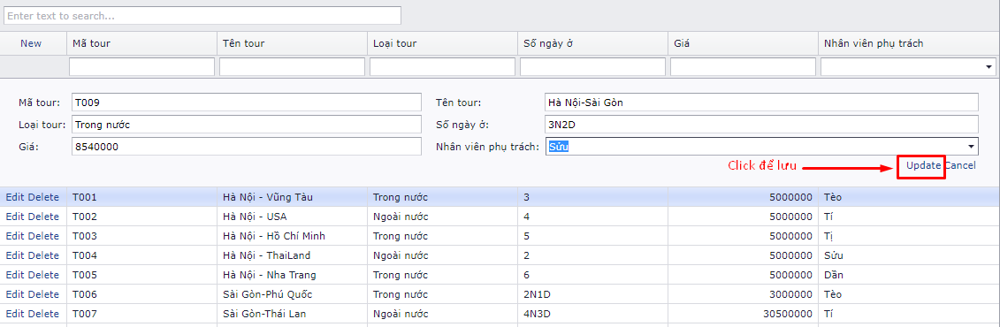 Enter text to search...
New Mã tour Tên tour Loại tour Số ngày ở Giá Nhân viên phụ trách
Mã tour: T009 Tên tour: Hà Nội-Sài Gòn
Loại tour: Trong nước Số ngày ở: 3N2D
Giá: 8540000 Nhân viên phụ trách: Sửu
Click để lưu Update Cancel
Edit Delete T001 Hà Nội - Vũng Tàu Trong nước 3 5000000 Tèo
Edit Delete T002 Hà Nội - USA Ngoài nước 4 5000000 Tí
Edit Delete T003 Hà Nội - Hồ Chí Minh Trong nước 5 5000000 Tị
Edit Delete T004 Hà Nội - ThaiLand Ngoài nước 2 5000000 Sửu
Edit Delete T005 Hà Nội - Nha Trang Trong nước 6 5000000 Dần
Edit Delete T006 Sài Gòn-Phú Quốc Trong nước 2N1D 3000000 Tèo
Edit Delete T007 Sài Gòn-Thái Lan Ngoài nước 4N3D 30500000 Tí